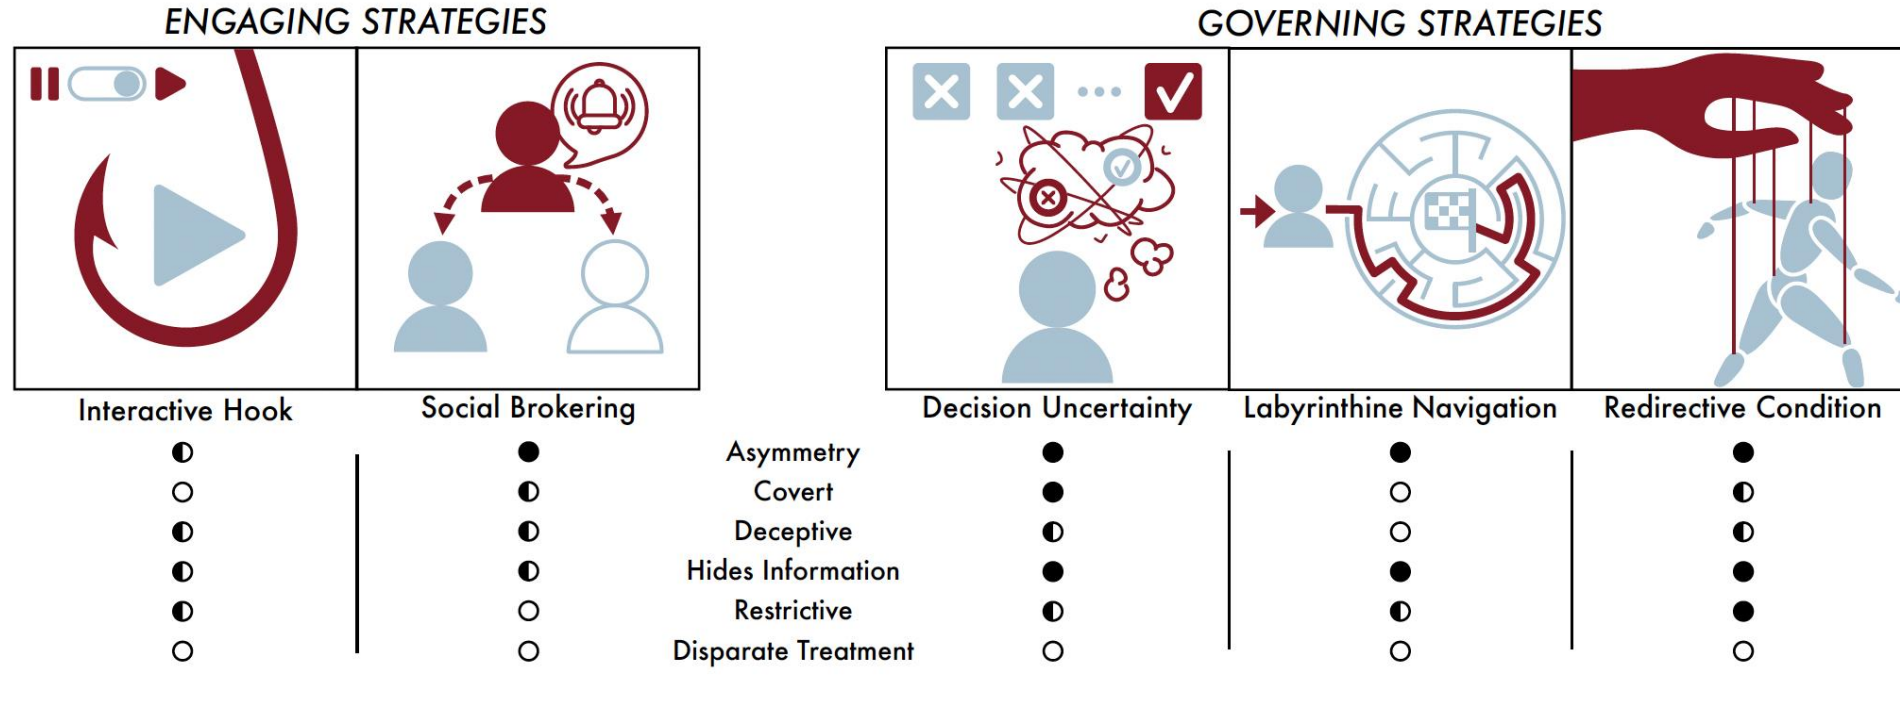 ENGAGING STRATEGIES
GOVERNING STRATEGIES
Interactive Hook
Social Brokering
Decision Uncertainty
Labyrinthine Navigation
Redirective Condition
Asymmetry
Covert
Deceptive
Hides Information
Restrictive
Disparate Treatment